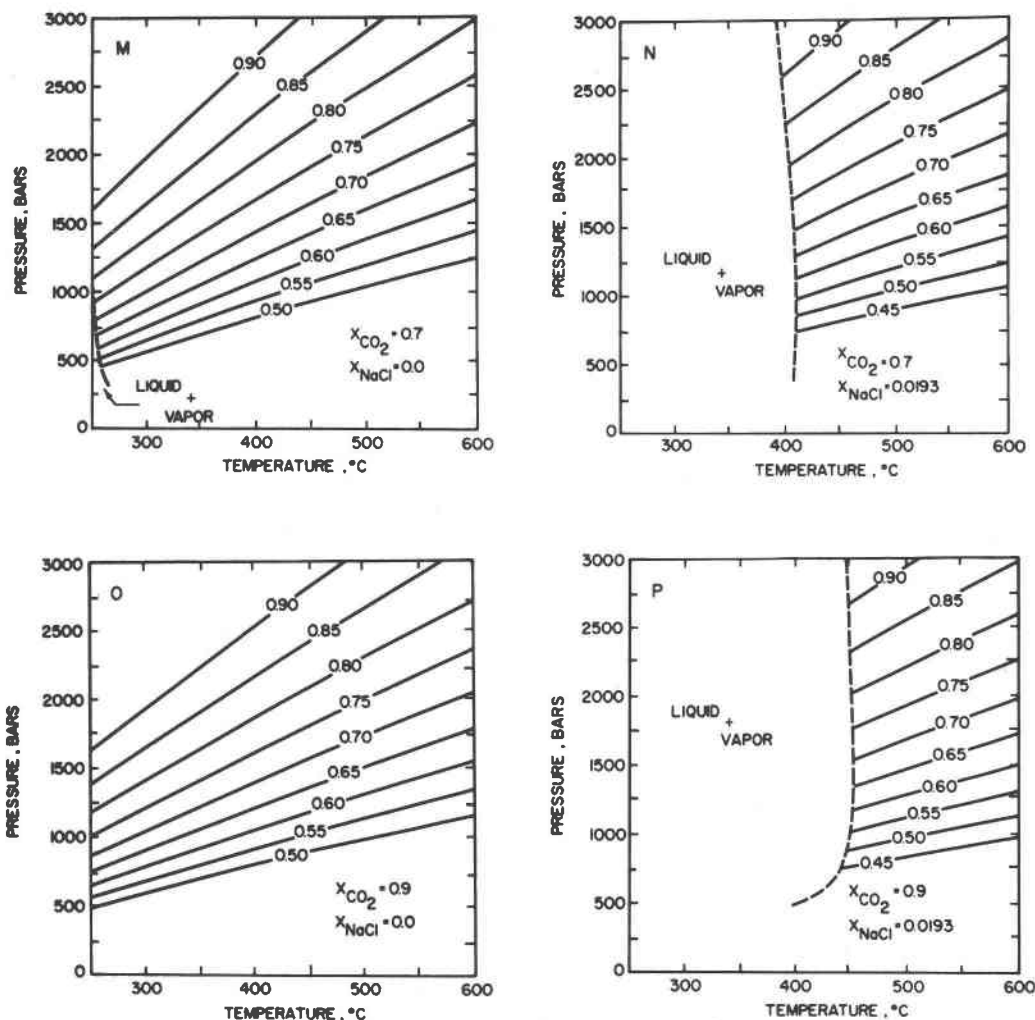 M
3000
2500
2000
1500
1000
500
0
PRESSURE, BARS
0.90
0.85
0.80
0.75
0.70
0.65
0.60
0.55
0.50
XCO2 = 0.7
XNaCl = 0.0
LIQUID
+
VAPOR
300 400 500 600
TEMPERATURE, °C
N
3000
2500
2000
1500
1000
500
0
PRESSURE, BARS
0.90
0.85
0.80
0.75
0.70
0.65
0.60
0.55
0.50
0.45
LIQUID
+
VAPOR
XCO2 = 0.7
XNaCl = 0.0193
300 400 500 600
TEMPERATURE, °C
O
3000
2500
2000
1500
1000
500
0
PRESSURE, BARS
0.90
0.85
0.80
0.75
0.70
0.65
0.60
0.55
0.50
XCO2 = 0.9
XNaCl = 0.0
300 400 500 600
TEMPERATURE, °C
P
3000
2500
2000
1500
1000
500
0
PRESSURE, BARS
0.90
0.85
0.80
0.75
0.70
0.65
0.60
0.55
0.50
0.45
LIQUID
+
VAPOR
XCO2 = 0.9
XNaCl = 0.0193
300 400 500 600
TEMPERATURE, °C